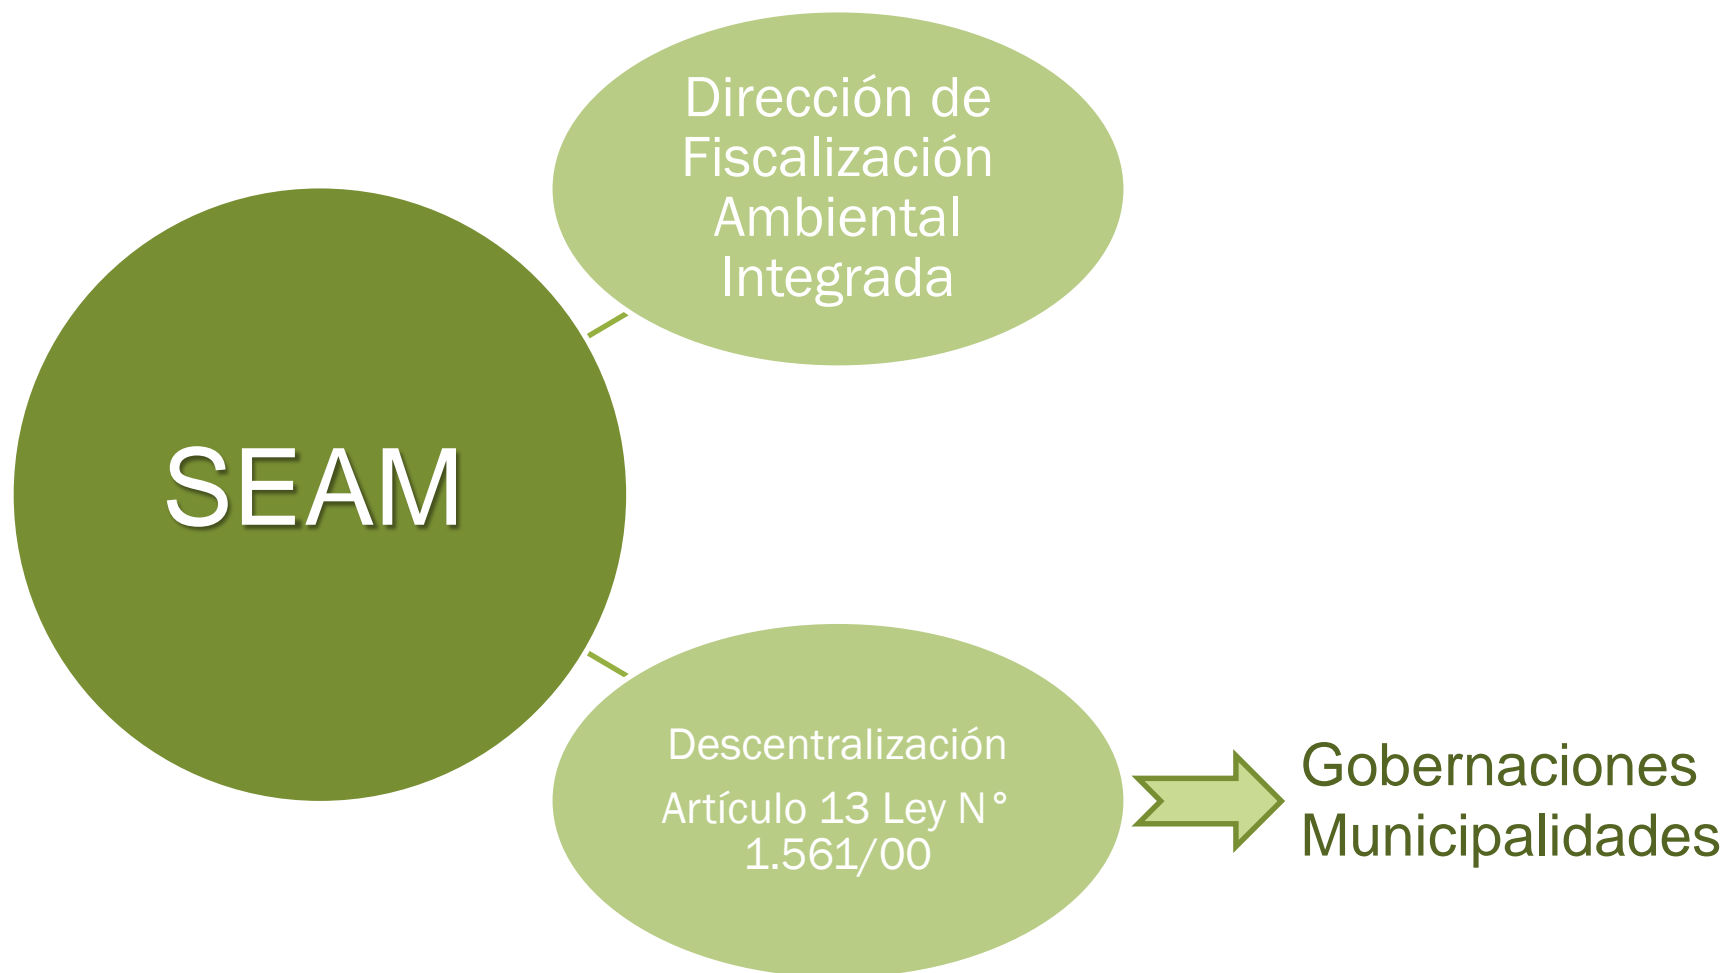 Dirección de
Fiscalización
Ambiental
Integrada
SEAM
Descentralización
Artículo 13 Ley N°
1.561/00
Gobernaciones
Municipalidades